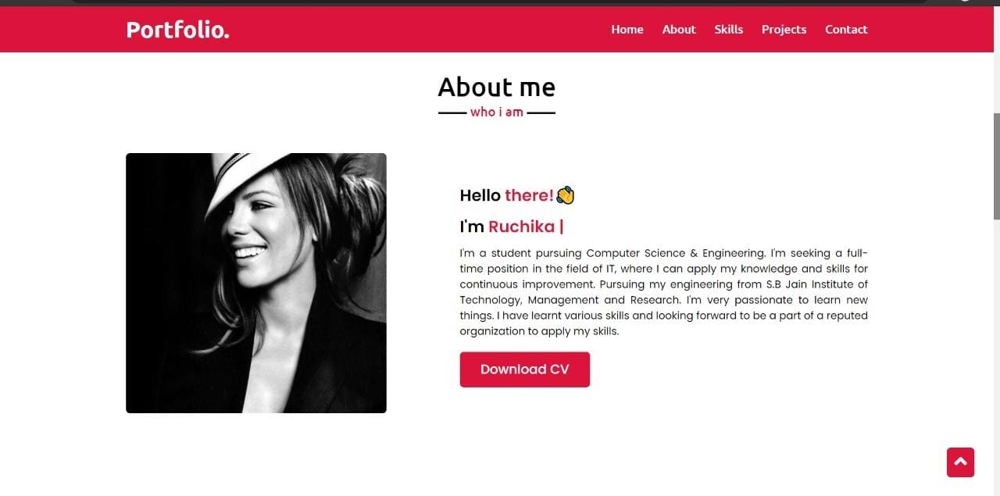 Portfolio.
Home About Skills Projects Contact
About me
who i am
Hello there!
I'm Ruchika |
I'm a student pursuing Computer Science & Engineering. I'm seeking a full-
time position in the field of IT, where I can apply my knowledge and skills for
continuous improvement. Pursuing my engineering from S.B Jain Institute of
Technology, Management and Research. I'm very passionate to learn new
things. I have learnt various skills and looking forward to be a part of a reputed
organization to apply my skills.
Download CV